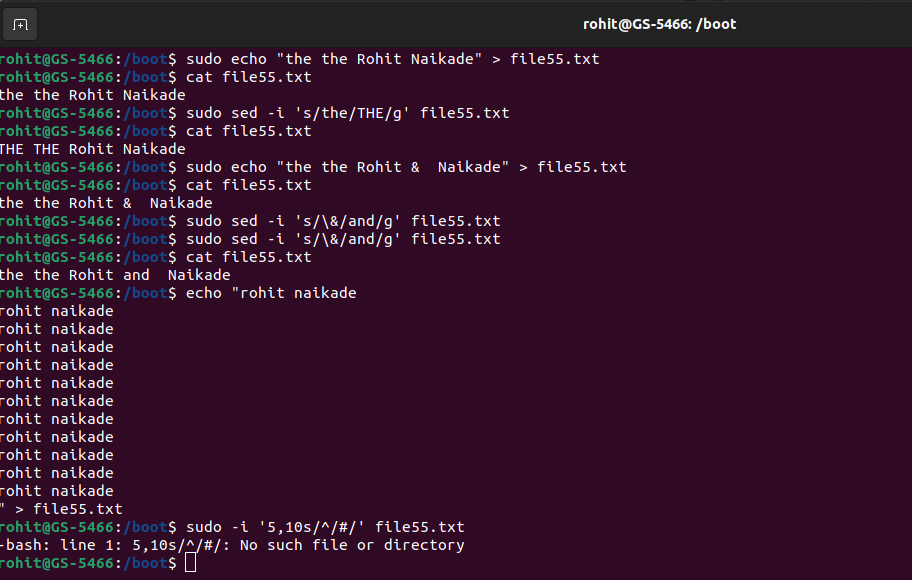 rohit@GS-5466: /boot
rohit@GS-5466:/boot$ sudo echo "the the Rohit Naikade" > file55.txt
rohit@GS-5466:/boot$ cat file55.txt
the the Rohit Naikade
rohit@GS-5466:/boot$ sudo sed -i 's/the/THE/g' file55.txt
rohit@GS-5466:/boot$ cat file55.txt
THE THE Rohit Naikade
rohit@GS-5466:/boot$ sudo echo "the the Rohit &  Naikade" > file55.txt
rohit@GS-5466:/boot$ cat file55.txt
the the Rohit &  Naikade
rohit@GS-5466:/boot$ sudo sed -i 's/\&/and/g' file55.txt
rohit@GS-5466:/boot$ sudo sed -i 's/\&/and/g' file55.txt
rohit@GS-5466:/boot$ cat file55.txt
the the Rohit and  Naikade
rohit@GS-5466:/boot$ echo "rohit naikade
rohit naikade
rohit naikade
rohit naikade
rohit naikade
rohit naikade
rohit naikade
rohit naikade
rohit naikade
rohit naikade
rohit naikade
rohit naikade
" > file55.txt
rohit@GS-5466:/boot$ sudo -i '5,10s/^/#/' file55.txt
-bash: line 1: 5,10s/^/#/: No such file or directory
rohit@GS-5466:/boot$